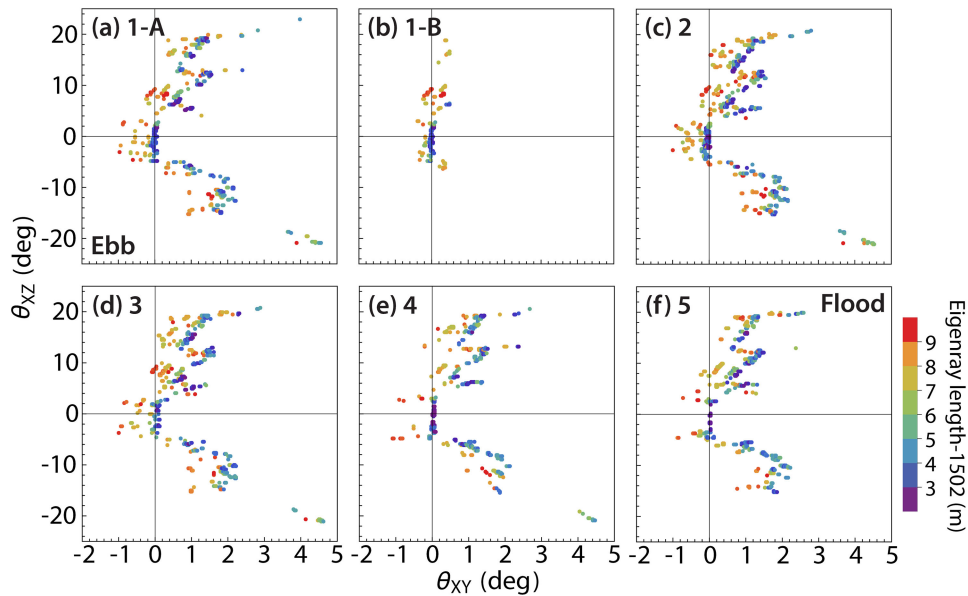 (a) 1-A
(b) 1-B
(c) 2
20
10
0
-10
-20
Ebb
θXZ (deg)
(d) 3
(e) 4
(f) 5
Flood
20
10
0
-10
-20
-2 -1 0 1 2 3 4 5
-1 0 1 2 3 4 5
-1 0 1 2 3 4 5
θXY (deg)
9
8
7
6
5
4
3
Eigenray length-1502 (m)